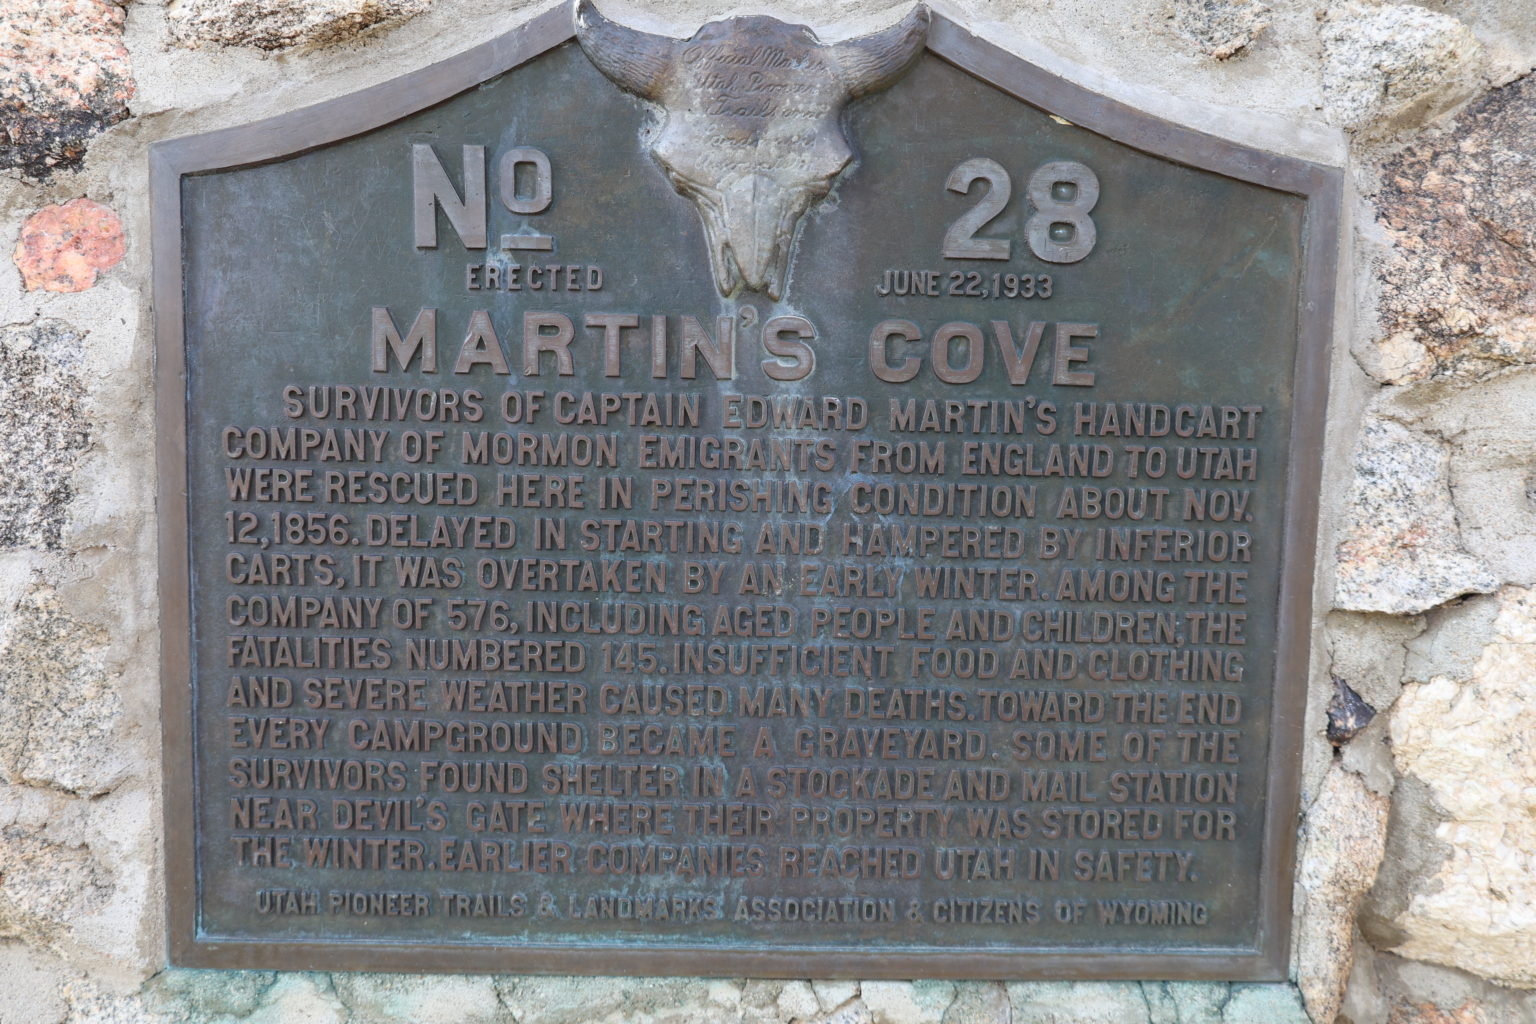 Official Marker
Utah Pioneer
Trails and
No 28
ERECTED JUNE 22, 1933
MARTIN'S COVE
SURVIVORS OF CAPTAIN EDWARD MARTIN'S HANDCART
COMPANY OF MORMON EMIGRANTS FROM ENGLAND TO UTAH
WERE RESCUED HERE IN PERISHING CONDITION ABOUT NOV.
12, 1856. DELAYED IN STARTING AND HAMPERED BY INFERIOR
CARTS, IT WAS OVERTAKEN BY AN EARLY WINTER. AMONG THE
COMPANY OF 576, INCLUDING AGED PEOPLE AND CHILDREN, THE
FATALITIES NUMBERED 145. INSUFFICIENT FOOD AND CLOTHING
AND SEVERE WEATHER CAUSED MANY DEATHS. TOWARD THE END
EVERY CAMPGROUND BECAME A GRAVEYARD. SOME OF THE
SURVIVORS FOUND SHELTER IN A STOCKADE AND MAIL STATION
NEAR DEVIL'S GATE WHERE THEIR PROPERTY WAS STORED FOR
THE WINTER. EARLIER COMPANIES REACHED UTAH IN SAFETY.
UTAH PIONEER TRAILS & LANDMARKS ASSOCIATION & CITIZENS OF WYOMING